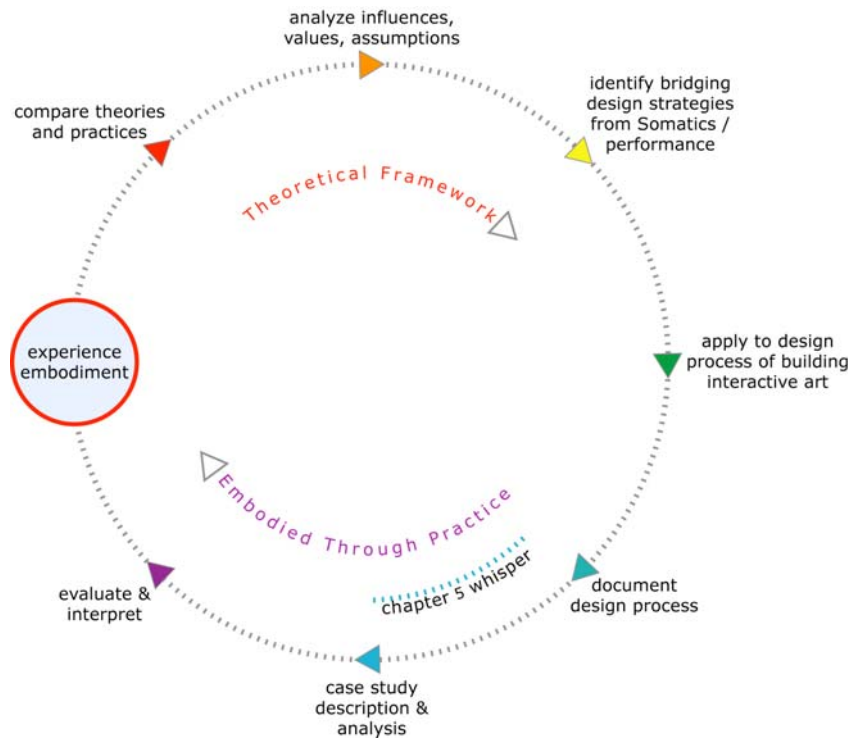 analyze influences,
values, assumptions
identify bridging
design strategies
from Somatics /
performance
compare theories
and practices
Theoretical Framework
experience
embodiment
apply to design
process of building
interactive art
Embodied Through Practice
chapter 5 whisper
document
design process
evaluate &
interpret
case study
description &
analysis